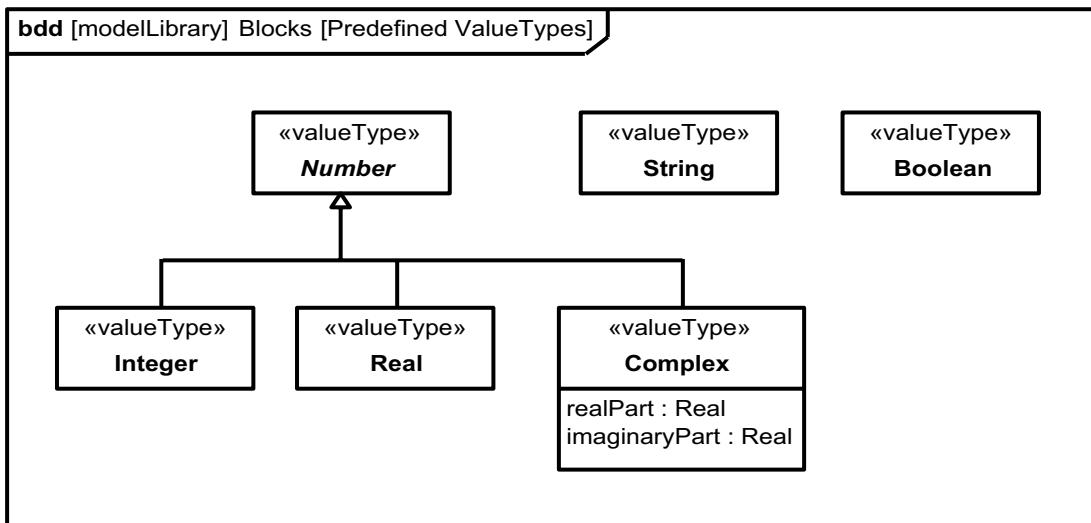 bdd [modelLibrary] Blocks [Predefined ValueTypes]
«valueType»
Number
«valueType»
String
«valueType»
Boolean
«valueType»
Integer
«valueType»
Real
«valueType»
Complex
realPart : Real
imaginaryPart : Real